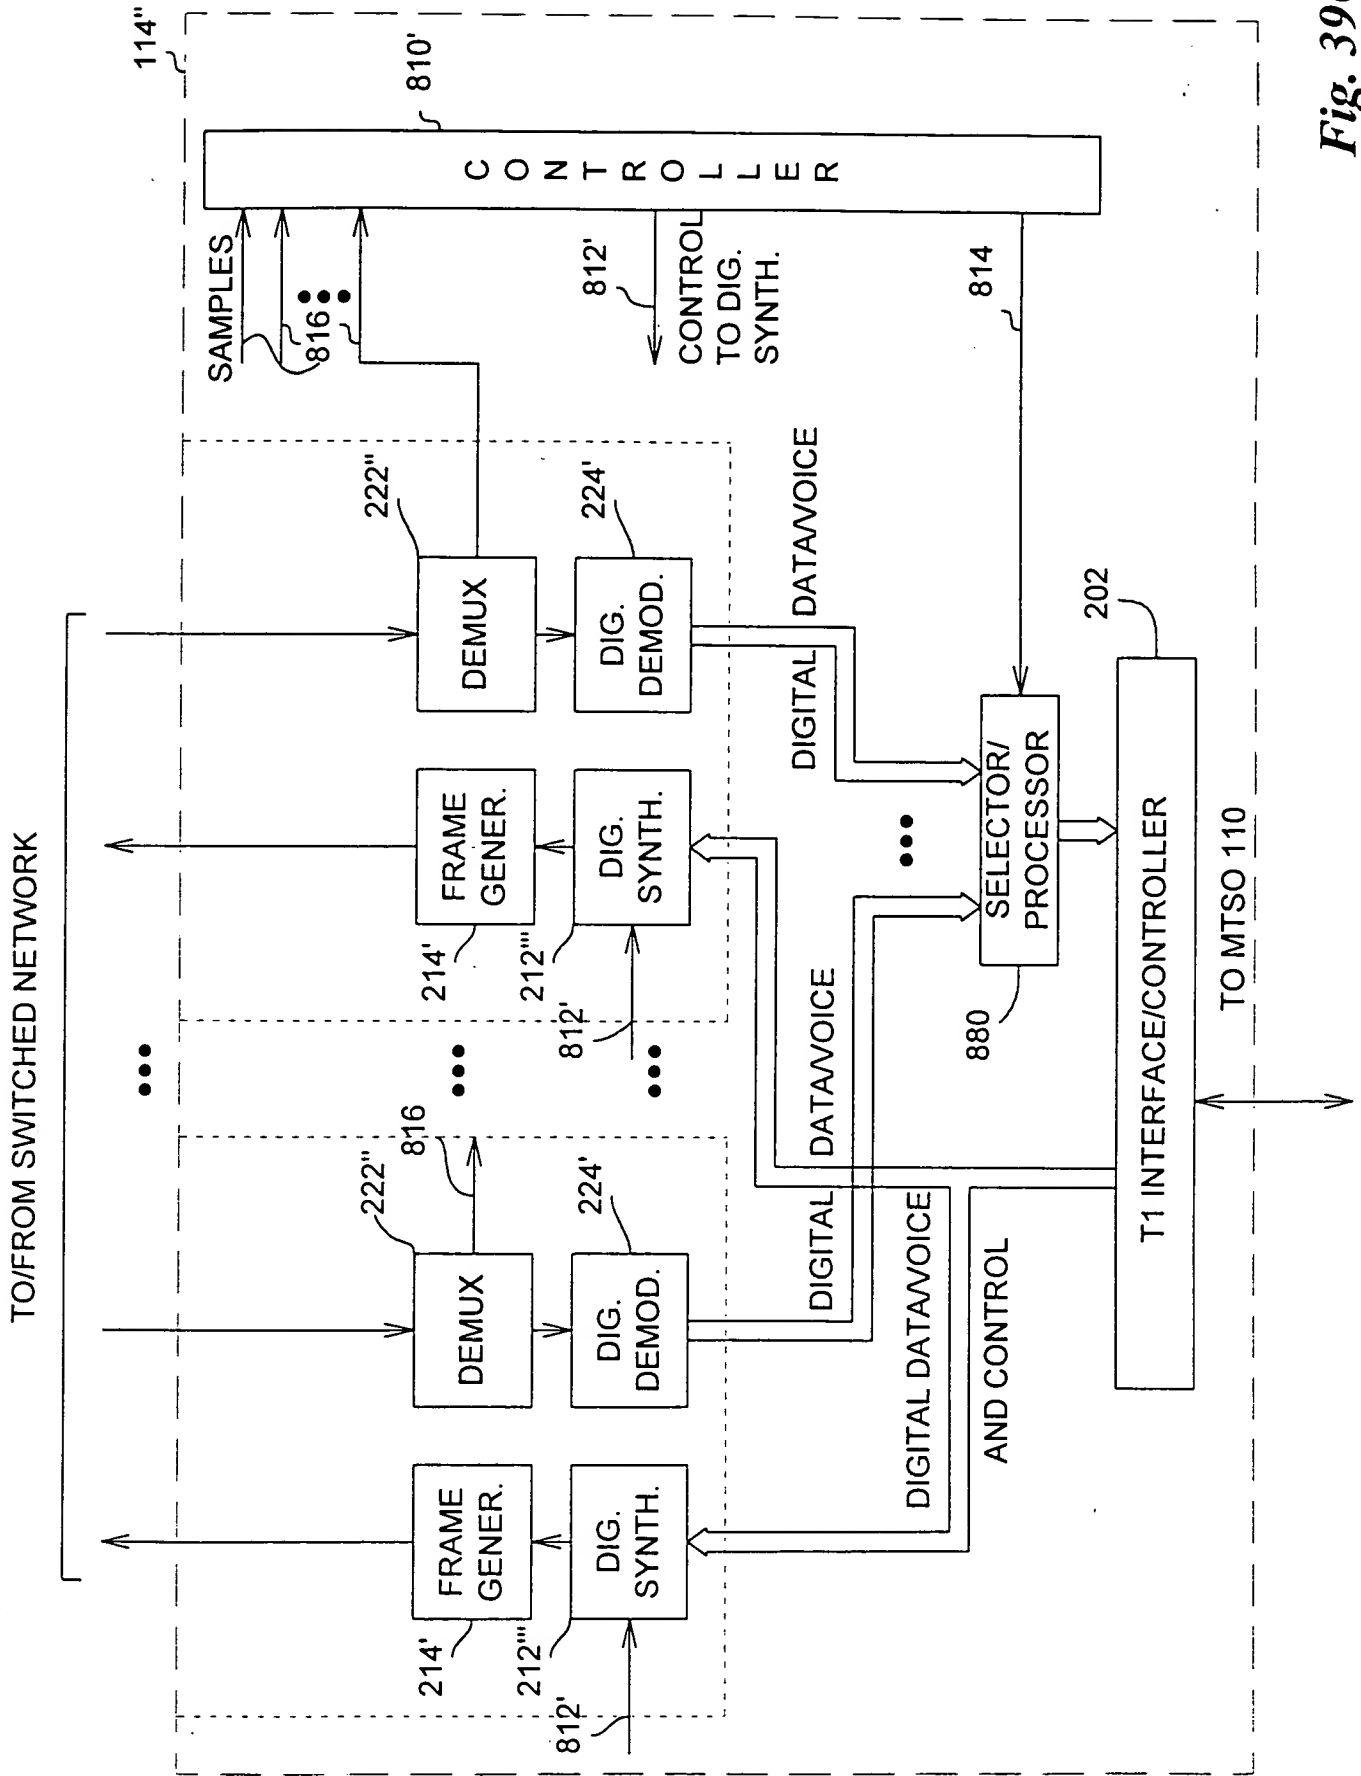 TO/FROM SWITCHED NETWORK
114"
SAMPLES
816
810'
CONTROLLER
812'
CONTROL
TO DIG.
SYNTH.
814
222"
DEMUX
224'
DIG.
DEMOD.
FRAME
GENER.
214'
DIG.
SYNTH.
212'''
812'
DIGITAL DATA/VOICE
816
222"
DEMUX
224'
DIG.
DEMOD.
FRAME
GENER.
214'
DIG.
SYNTH.
212'''
812'
DIGITAL DATA/VOICE
DIGITAL DATA/VOICE
AND CONTROL
SELECTOR/
PROCESSOR
880
202
T1 INTERFACE/CONTROLLER
TO MTSO 110
Fig.